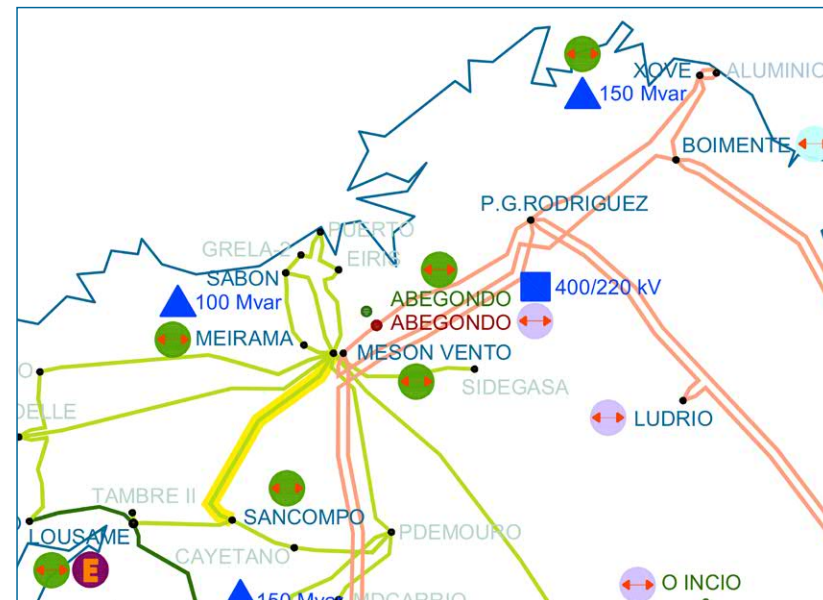 XOVE
ALUMINIO
150 Mvar
BOIMENTE
P.G.RODRIGUEZ
PUERTO
GRELA-2
EIRIS
SABON
100 Mvar
400/220 kV
ABEGONDO
ABEGONDO
MEIRAMA
MESON VENTO
SIDEGASA
LUDRIO
TAMBRE II
SANCOMPO
LOUSAME
PDEMOURO
CAYETANO
E
O INCIO
150 Mvar